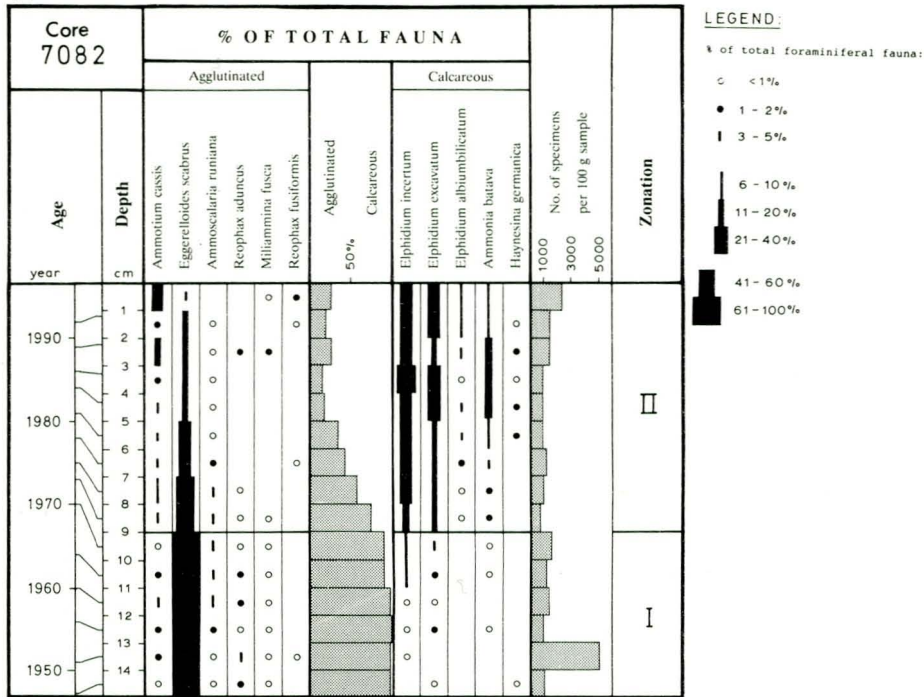 Core
7082
% OF TOTAL FAUNA
Agglutinated
Calcareous
Age
year
Depth
cm
Ammotium cassis
Eggerelloides scabrus
Ammoscalaria runiana
Reophax aduncus
Miliammina fusca
Reophax fusiformis
Agglutinated
Calcareous
50%
Elphidium incertum
Elphidium excavatum
Elphidium albiumbilicatum
Ammonia batava
Haynesina germanica
No. of specimens
per 100 g sample
1000
3000
5000
Zonation
1
1990
2
3
4
1980
5
6
7
1970
8
9
10
1960
11
12
13
1950
14
II
I
LEGEND:
% of total foraminiferal fauna:
<1%
1 - 2%
3 - 5%
6 - 10%
11 - 20%
21 - 40%
41 - 60%
61 - 100%